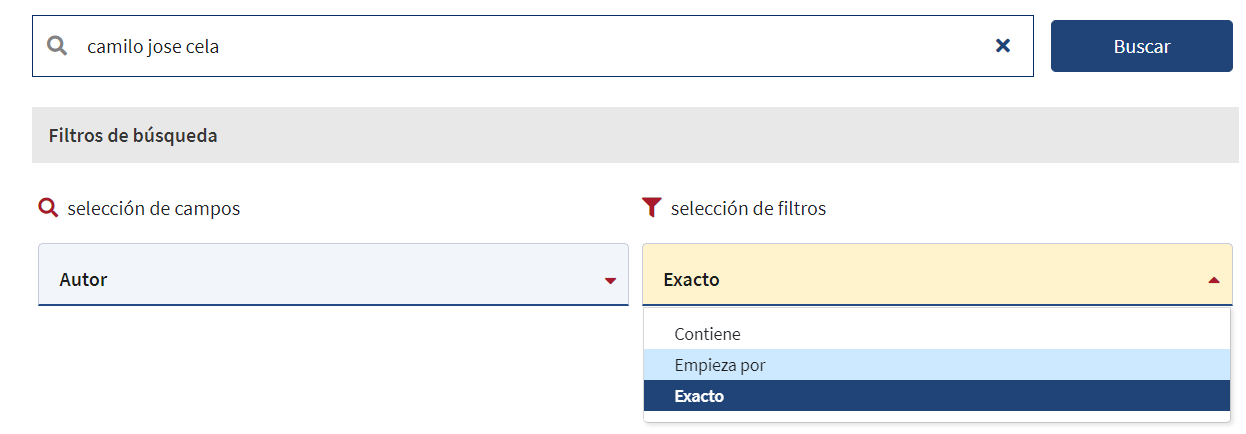 camilo jose cela
Buscar
Filtros de búsqueda
selección de campos
selección de filtros
Autor
Exacto
Contiene
Empieza por
Exacto